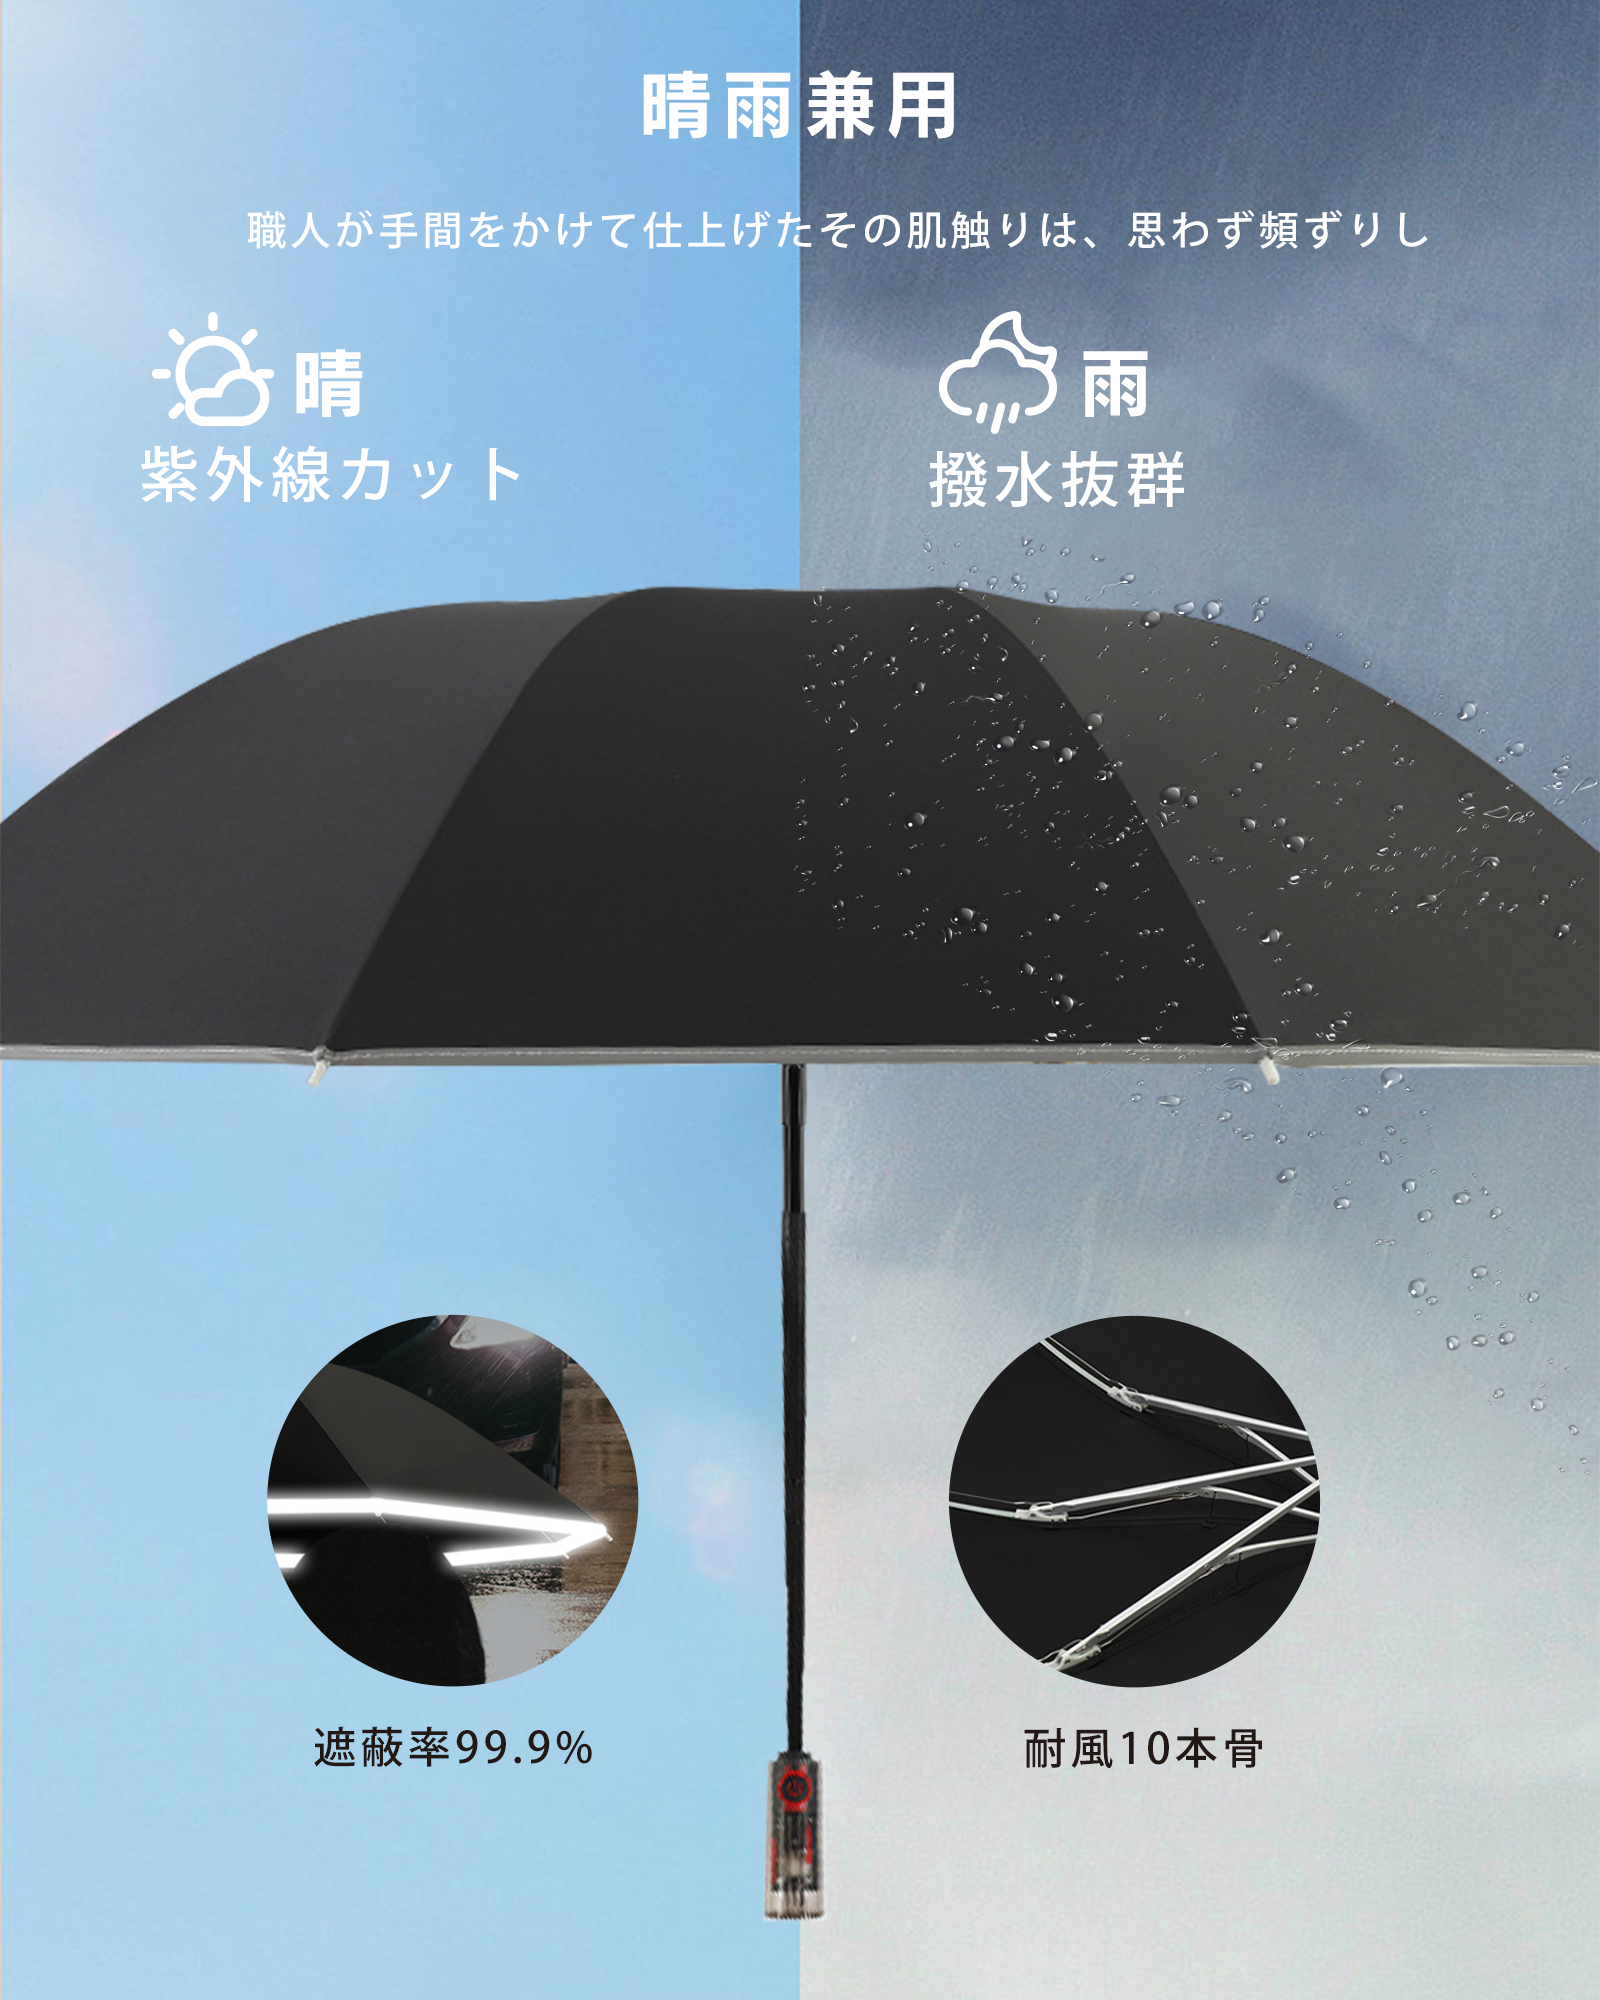 晴雨兼用
職人が手間をかけて仕上げたその肌触りは、思わず頻ずりし
晴
紫外線カット
雨
撥水抜群
遮蔽率99.9%
耐風10本骨